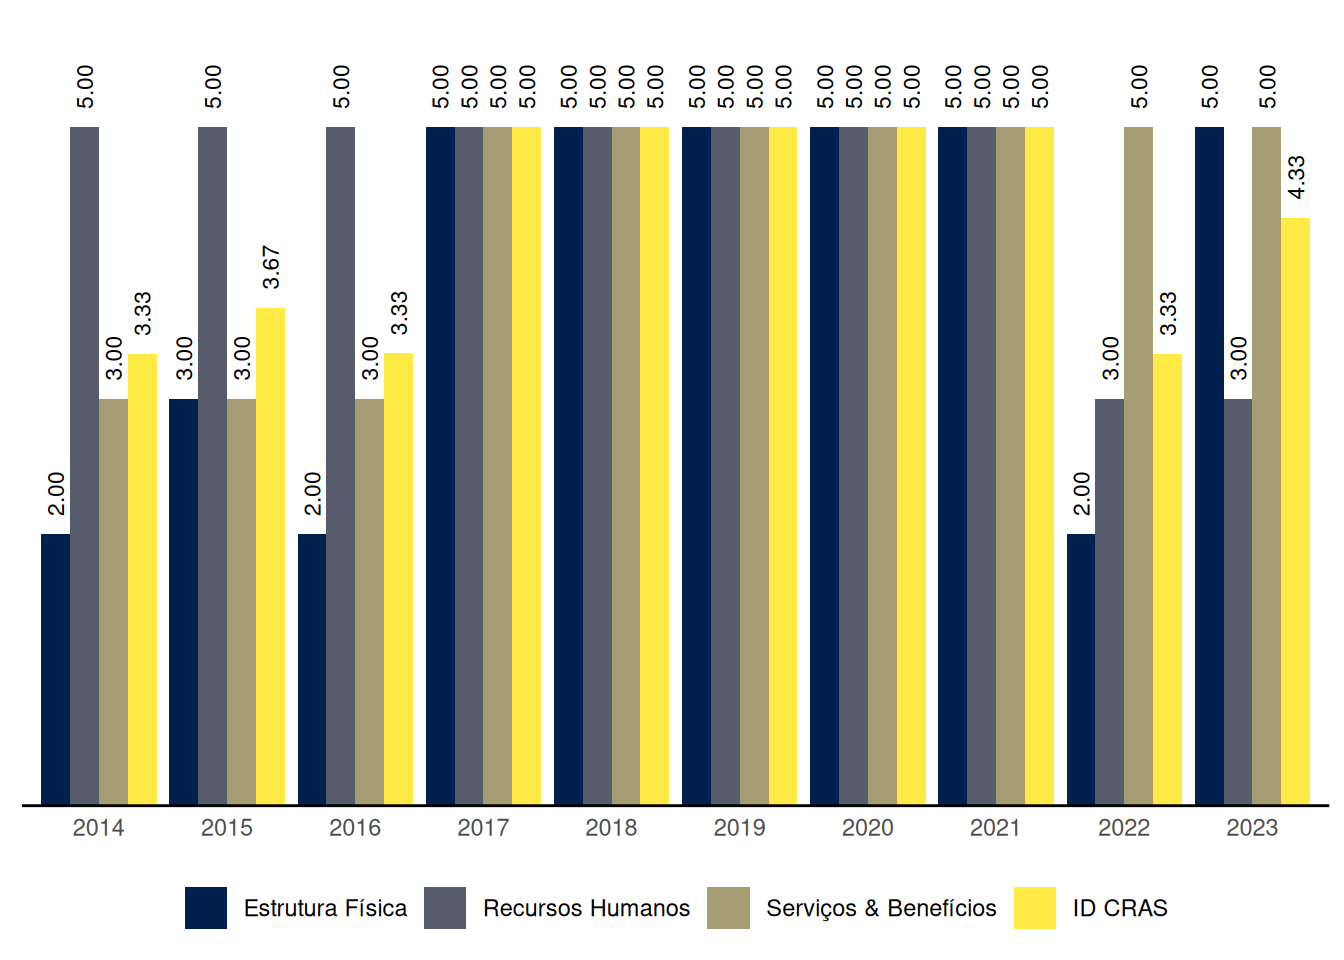 5.00 5.00 5.00 5.00 5.00 5.00 5.00 5.00 5.00 5.00 5.00 5.00 5.00 5.00 5.00 5.00 5.00 5.00 5.00 5.00 5.00 5.00 5.00 5.00 5.00 5.00
4.33
3.67
3.33 3.33 3.33
3.00 3.00 3.00 3.00 3.00 3.00
2.00 2.00 2.00
2014 2015 2016 2017 2018 2019 2020 2021 2022 2023
Estrutura Física Recursos Humanos Serviços & Benefícios ID CRAS